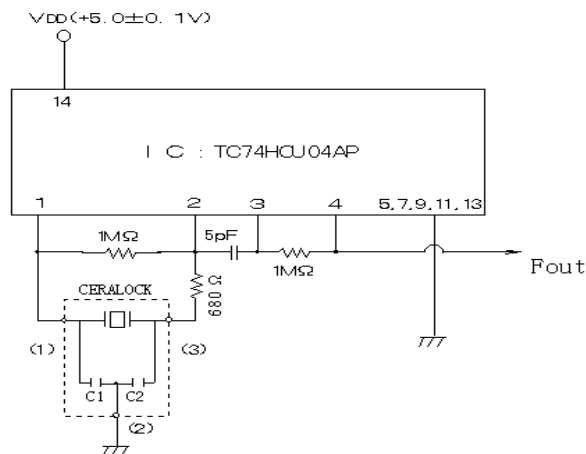 VDD(+5.0±0.1V)
14
IC : TC74HCU04AP
1 2 3 4 5,7,9,11,13
1MΩ 5pF
1MΩ
Fout
680Ω
CERALOCK
(1) (3)
C1 C2
(2)